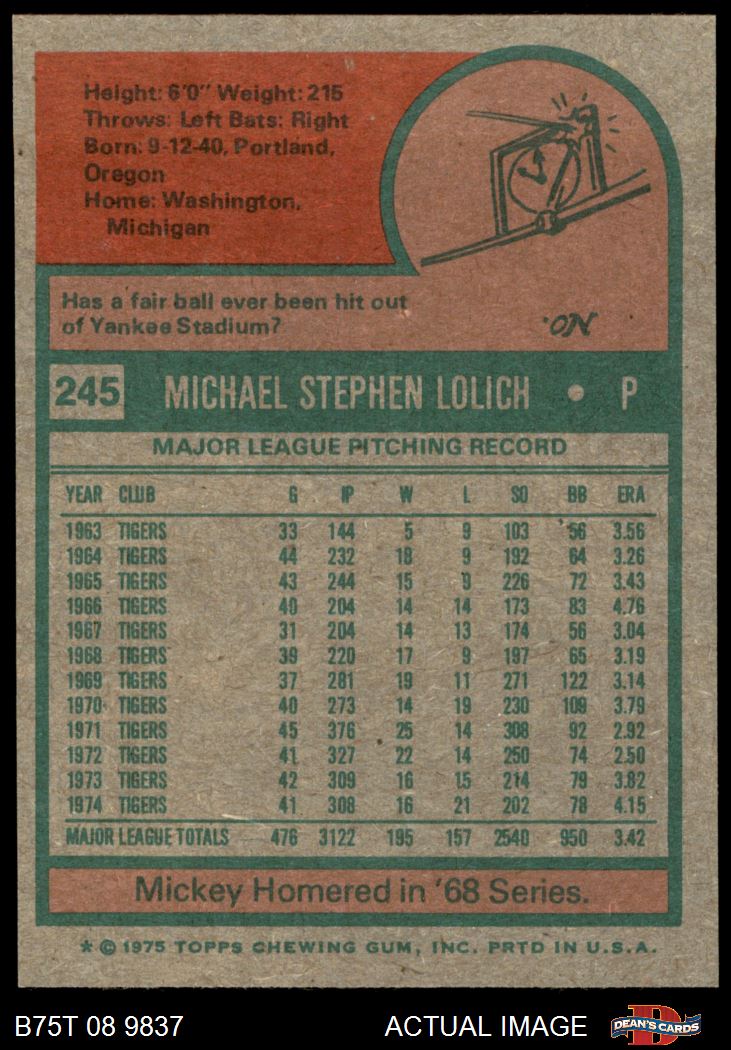 Height: 6'0" Weight: 215
Throws: Left Bats: Right
Born: 9-12-40, Portland,
Oregon
Home: Washington,
Michigan
Has a fair ball ever been hit out
of Yankee Stadium?
No.
245 MICHAEL STEPHEN LOLICH • P
MAJOR LEAGUE PITCHING RECORD
YEAR CLUB G IP W L SO BB ERA
1963 TIGERS 33 144 5 9 103 56 3.56
1964 TIGERS 44 232 18 9 192 64 3.26
1965 TIGERS 43 244 15 9 226 72 3.43
1966 TIGERS 40 204 14 14 173 83 4.76
1967 TIGERS 31 204 14 13 174 56 3.04
1968 TIGERS 39 220 17 9 197 65 3.19
1969 TIGERS 37 281 19 11 271 122 3.14
1970 TIGERS 40 273 14 19 230 109 3.79
1971 TIGERS 45 376 25 14 308 92 2.92
1972 TIGERS 41 327 22 14 250 74 2.50
1973 TIGERS 42 309 16 15 214 79 3.82
1974 TIGERS 41 308 16 21 202 78 4.15
MAJOR LEAGUE TOTALS 476 3122 195 157 2540 950 3.42
Mickey Homered in '68 Series.
* © 1975 TOPPS CHEWING GUM, INC. PRTD IN U.S.A.
B75T 08 9837 ACTUAL IMAGE D DEAN'S CARDS